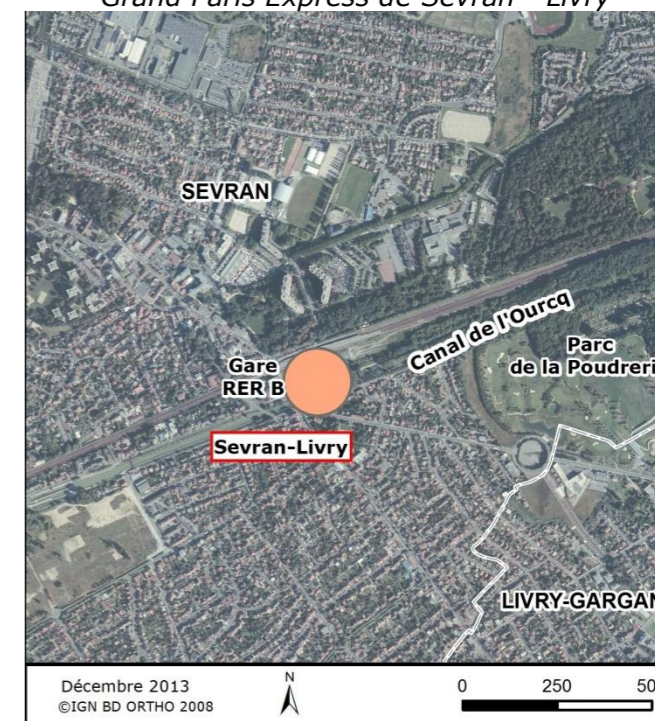 Grand Paris Express de Sevran - Livry
SEVRAN
Canal de l'Ourcq
Parc
de la Poudreri
Gare
RER B
Sevran-Livry
LIVRY-GARGAN
Décembre 2013
©IGN BD ORTHO 2008
N
0 250 50